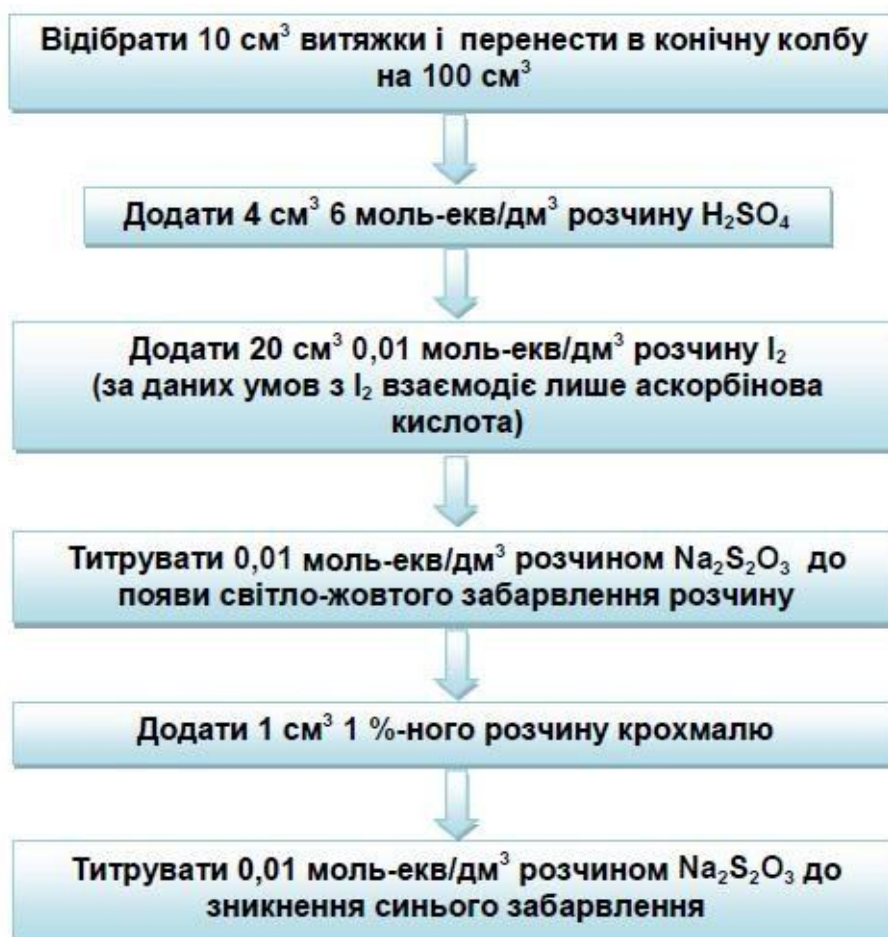 Відібрати 10 см³ витяжки і перенести в конічну колбу
на 100 см³
Додати 4 см³ 6 моль-екв/дм³ розчину H₂SO₄
Додати 20 см³ 0,01 моль-екв/дм³ розчину I₂
(за даних умов з I₂ взаємодіє лише аскорбінова
кислота)
Титрувати 0,01 моль-екв/дм³ розчином Na₂S₂O₃ до
появи світло-жовтого забарвлення розчину
Додати 1 см³ 1 %-ного розчину крохмалю
Титрувати 0,01 моль-екв/дм³ розчином Na₂S₂O₃ до
зникнення синього забарвлення